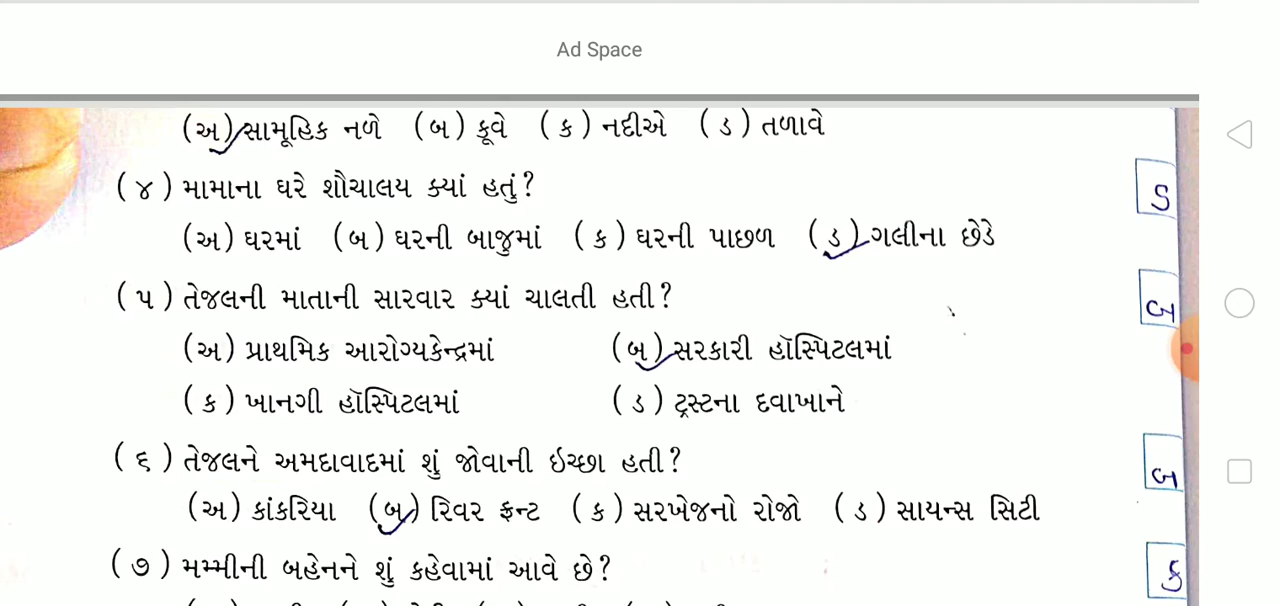 Ad Space
(અ) સામૂહિક નળે (બ) કૂવે (ક) નદીએ (ડ) તળાવે
(૪) મામાના ઘરે શૌચાલય ક્યાં હતું? ડ
(અ) ઘરમાં (બ) ઘરની બાજુમાં (ક) ઘરની પાછળ (ડ) ગલીના છેડે
(૫) તેજલની માતાની સારવાર ક્યાં ચાલતી હતી? બ
(અ) પ્રાથમિક આરોગ્યકેન્દ્રમાં (બ) સરકારી હૉસ્પિટલમાં
(ક) ખાનગી હૉસ્પિટલમાં (ડ) ટ્રસ્ટના દવાખાને
(૬) તેજલને અમદાવાદમાં શું જોવાની ઇચ્છા હતી? બ
(અ) કાંકરિયા (બ) રિવર ફ્રન્ટ (ક) સરખેજનો રોજો (ડ) સાયન્સ સિટી
(૭) મમ્મીની બહેનને શું કહેવામાં આવે છે? ક